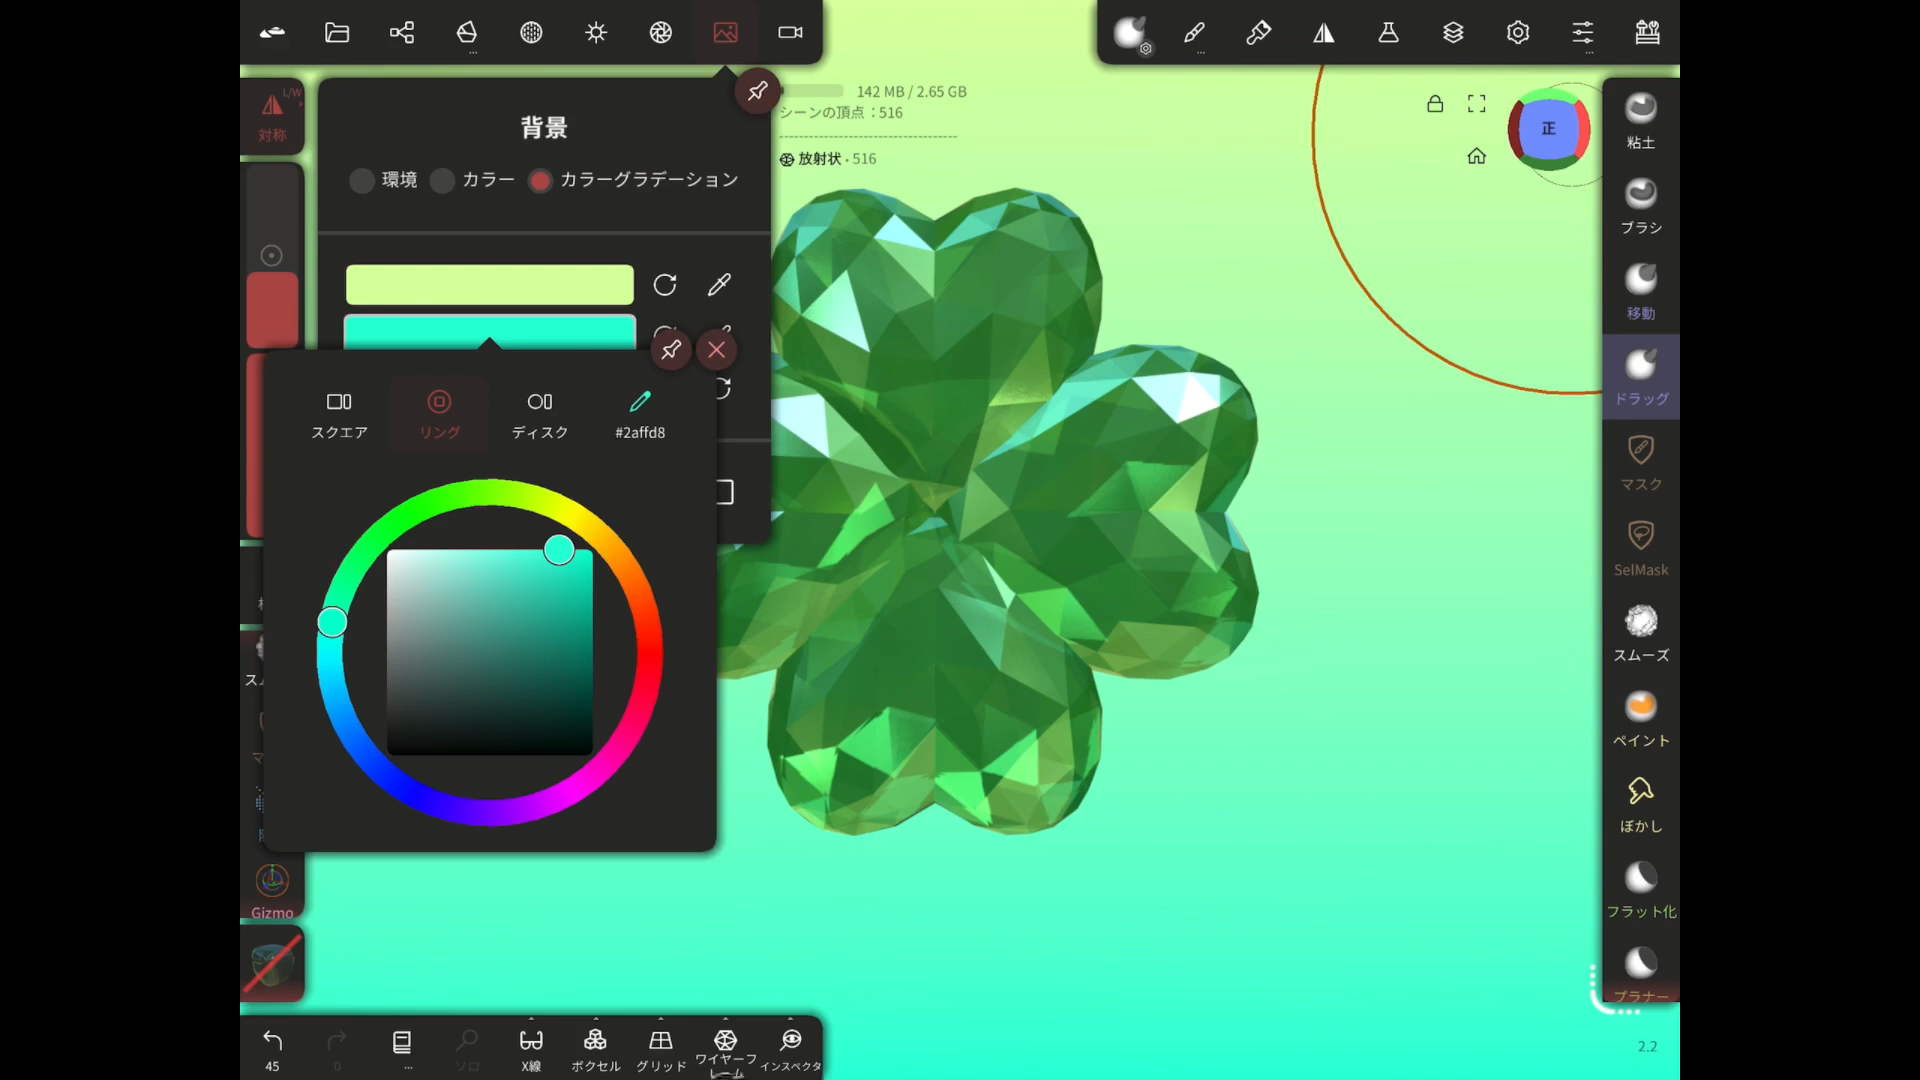 L/W
対称
背景
環境
カラー
カラーグラデーション
142 MB / 2.65 GB
シーンの頂点 : 516
放射状 • 516
正
スクエア
リング
ディスク
#2affd8
粘土
ブラシ
移動
ドラッグ
マスク
SelMask
スムーズ
ペイント
ぼかし
フラット化
プラナー
Gizmo
45
0
...
ソロ
X線
ボクセル
グリッド
ワイヤーフレーム
インスペクタ
2.2